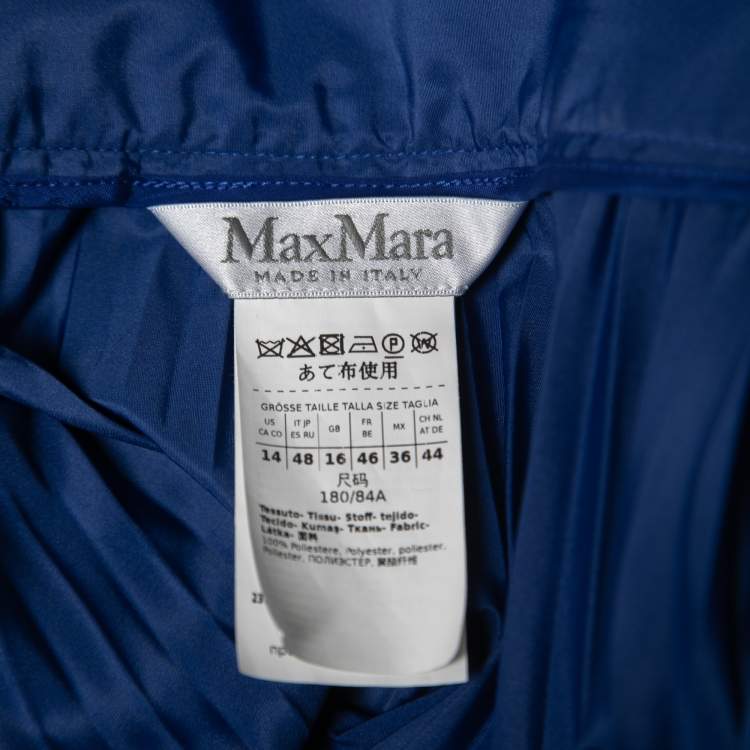 MaxMara
MADE IN ITALY
P W
あて布使用
GRÖSSE TAILLE TALLA SIZE TAGLIA
US IT JP GB FR MX CH NL
CA CO ES RU BE AT DE
14 48 16 46 36 44
尺码
180/84A
Tessuto- Tissu- Stoff- tejido-
Tecido- Kumaş- Ткань- Fabric-
Látka- 面料
100% Poliestere, Polyester, poliester,
Poliester, ПОЛИЭСТЕР, 聚酯纤维
23